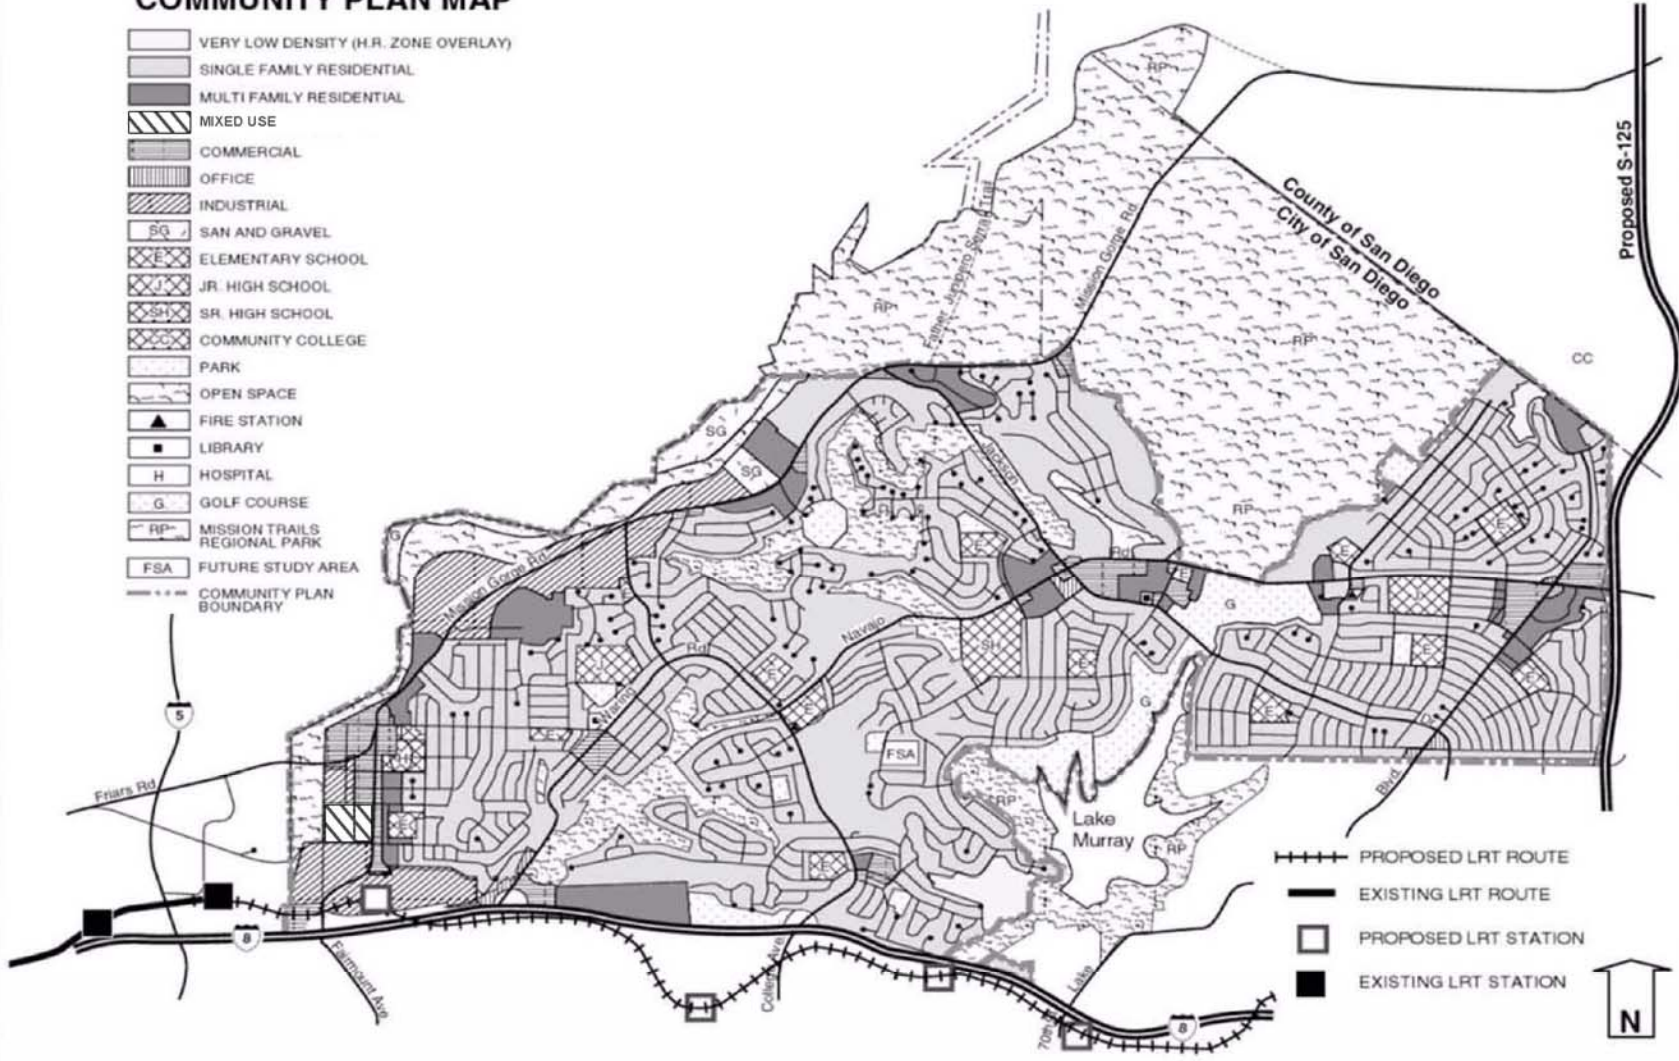 COMMUNITY PLAN MAP
VERY LOW DENSITY (H.R. ZONE OVERLAY)
SINGLE FAMILY RESIDENTIAL
MULTI FAMILY RESIDENTIAL
MIXED USE
COMMERCIAL
OFFICE
INDUSTRIAL
SG SAN AND GRAVEL
E ELEMENTARY SCHOOL
J JR. HIGH SCHOOL
SH SR. HIGH SCHOOL
CC COMMUNITY COLLEGE
PARK
OPEN SPACE
FIRE STATION
LIBRARY
H HOSPITAL
G GOLF COURSE
RP MISSION TRAILS
REGIONAL PARK
FSA FUTURE STUDY AREA
COMMUNITY PLAN
BOUNDARY
RP
Proposed S-125
County of San Diego
City of San Diego
Father Junipero Serra Trail
Mission Gorge Rd
RP
RP
CC
SG
SG
Jackson
RP
G
E
E
E
Rd
E
Mission Gorge Rd
G
J
Navajo
SH
J
Rd
E
E
E
E
G
E
Waring
E
E
FSA
5
Friars Rd
RP
Lake
Murray
RP
Blvd.
E
8
Fairmount Ave
College Ave
Lake
70th
8
PROPOSED LRT ROUTE
EXISTING LRT ROUTE
PROPOSED LRT STATION
EXISTING LRT STATION
N